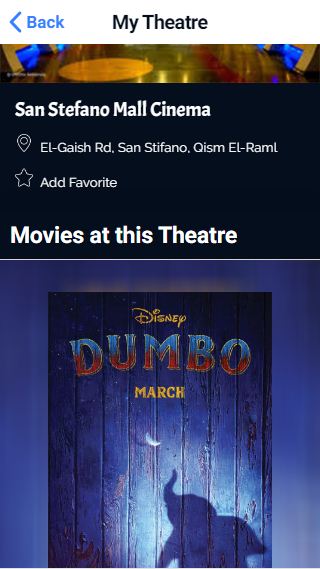 Back
My Theatre
San Stefano Mall Cinema
El-Gaish Rd, San Stifano, Qism El-Raml
Add Favorite
Movies at this Theatre
Disney
DUMBO
MARCH